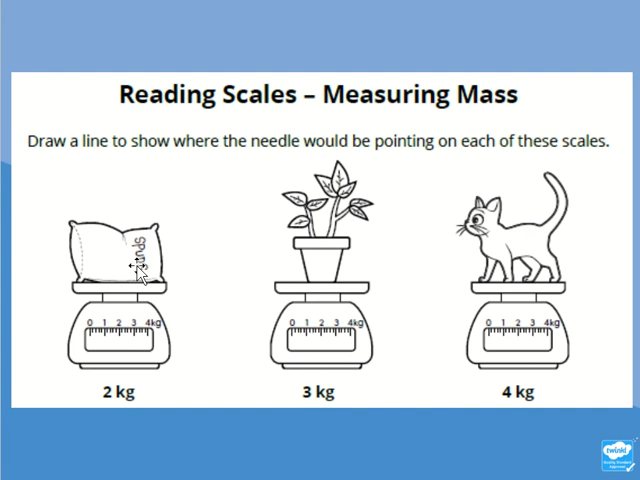 Reading Scales – Measuring Mass
Draw a line to show where the needle would be pointing on each of these scales.
spuds
0 1 2 3 4kg
0 1 2 3 4kg
0 1 2 3 4kg
2 kg
3 kg
4 kg
twinkl